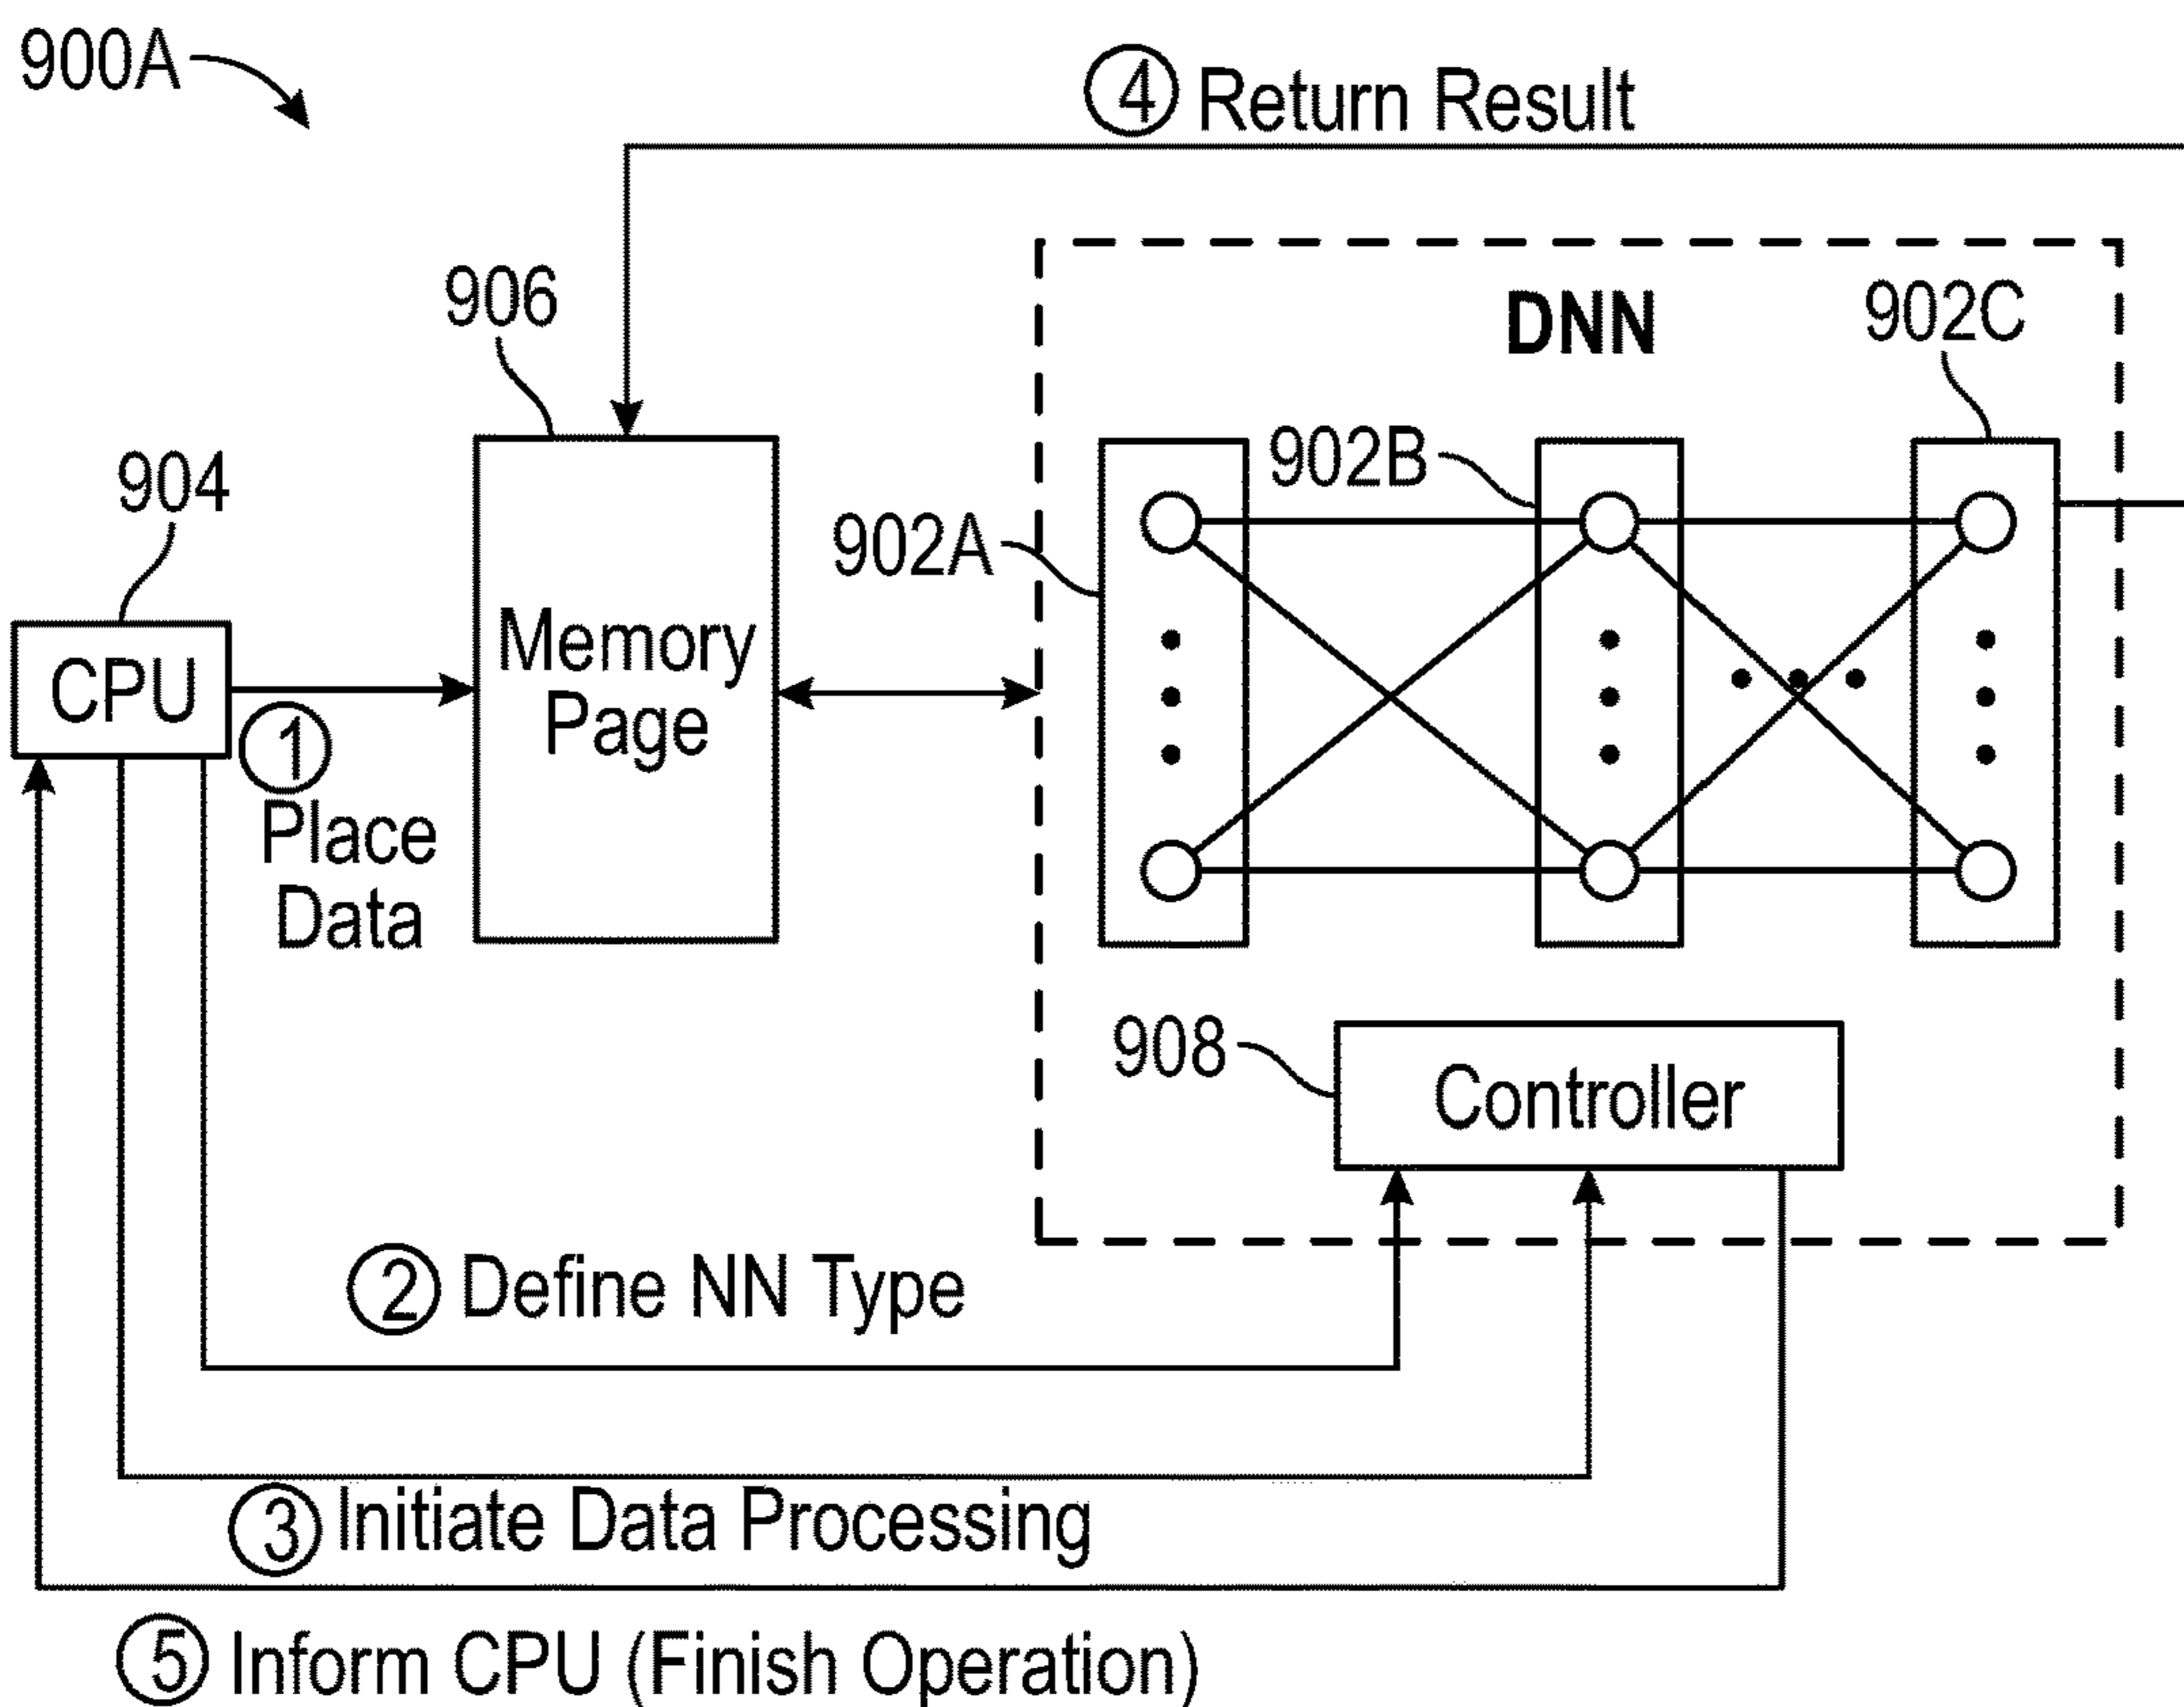 900A
④ Return Result
906
DNN
902C
902B
904
902A
CPU
Memory
Page
①
Place
Data
908
Controller
② Define NN Type
③ Initiate Data Processing
⑤ Inform CPU (Finish Operation)